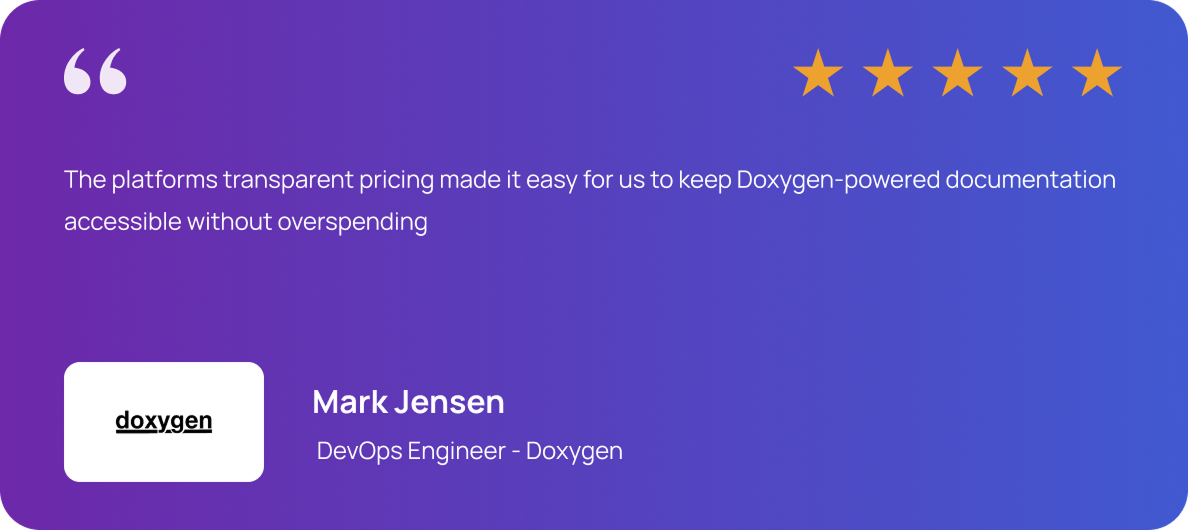 “
The platforms transparent pricing made it easy for us to keep Doxygen-powered documentation
accessible without overspending
doxygen
Mark Jensen
DevOps Engineer - Doxygen